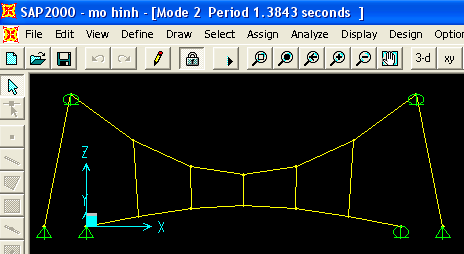 SAP2000 - mo hinh - [Mode 2 Period 1.3843 seconds ]
File Edit View Define Draw Select Assign Analyze Display Design Option
3-d xy
Z
Y
X